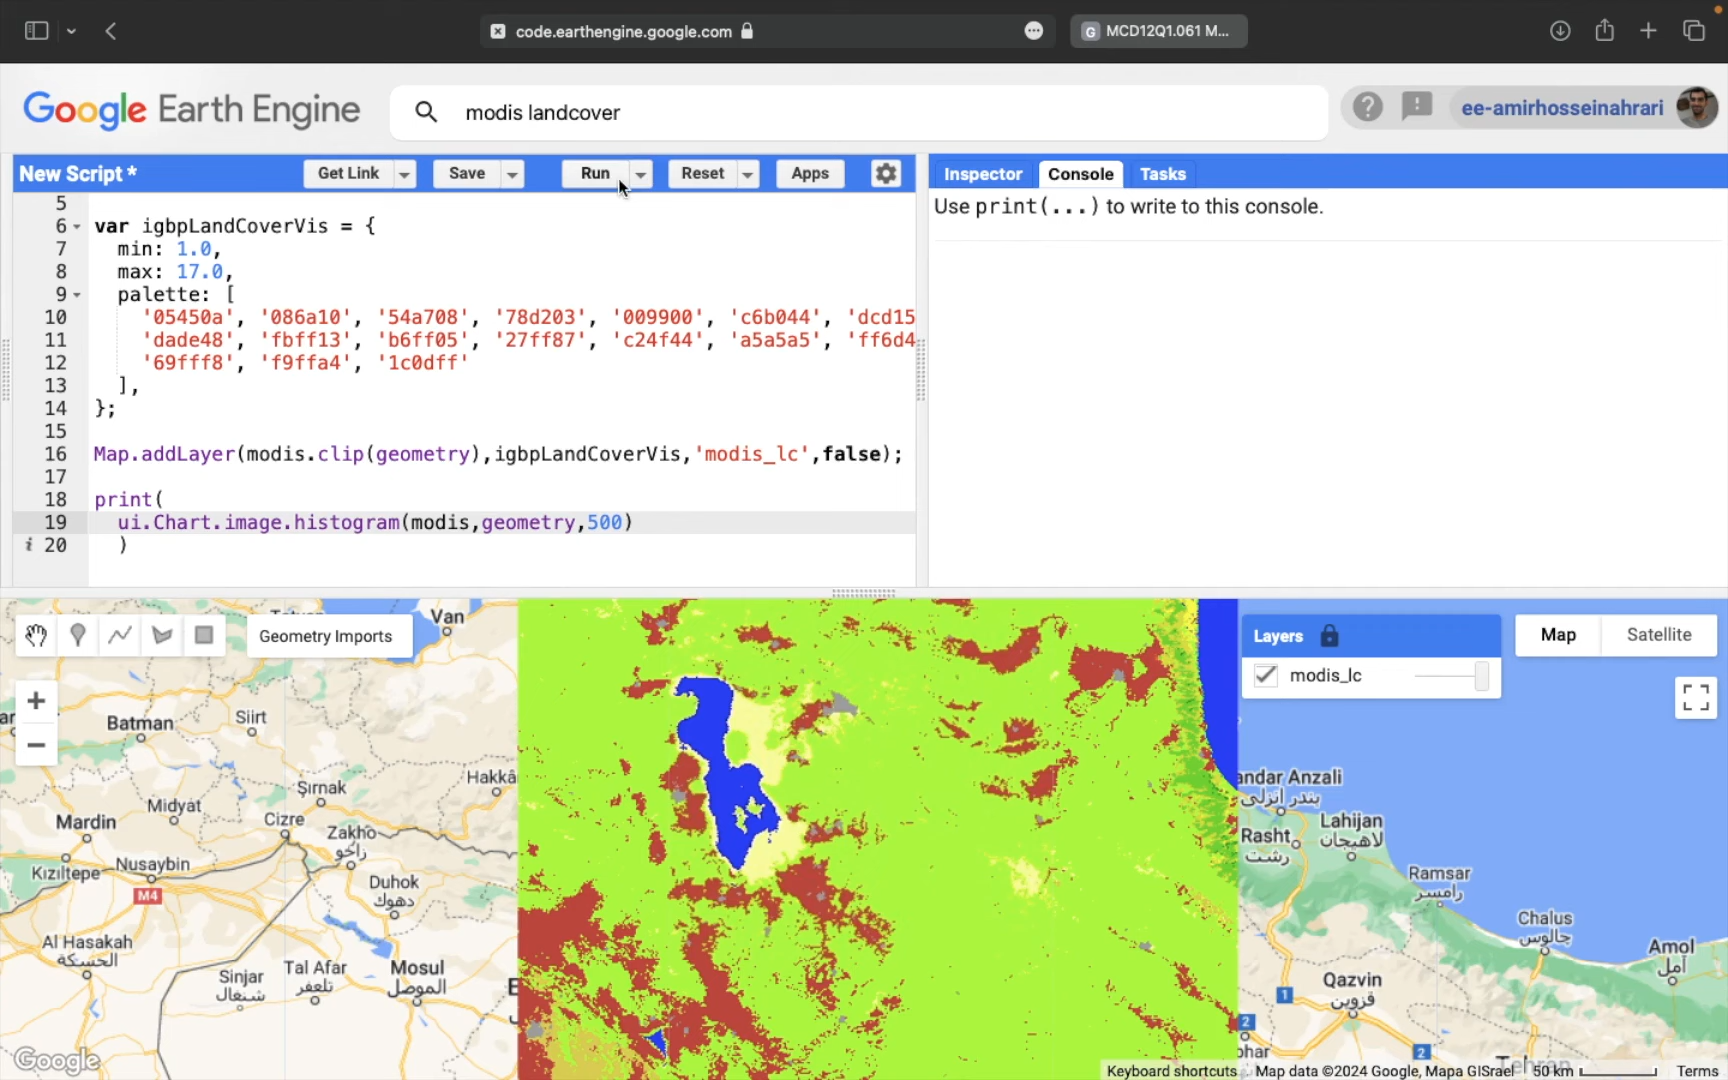 code.earthengine.google.com
G MCD12Q1.061 M...
Google Earth Engine
modis landcover
ee-amirhosseinahrari
New Script *
Get Link
Save
Run
Reset
Apps
Inspector
Console
Tasks
Use print(...) to write to this console.
5
6 var igbpLandCoverVis = {
7 min: 1.0,
8 max: 17.0,
9 palette: [
10 '05450a', '086a10', '54a708', '78d203', '009900', 'c6b044', 'dcd15
11 'dade48', 'fbff13', 'b6ff05', '27ff87', 'c24f44', 'a5a5a5', 'ff6d4
12 '69fff8', 'f9ffa4', '1c0dff'
13 ],
14 };
15
16 Map.addLayer(modis.clip(geometry),igbpLandCoverVis,'modis_lc',false);
17
18 print(
19 ui.Chart.image.histogram(modis,geometry,500)
i 20 )
Geometry Imports
Layers
modis_lc
Map
Satellite
Van
Batman
Siirt
Hakkâ
Şırnak
Midyat
Mardin
Cizre
Zakho
زاخو
Nusaybin
Kızıltepe
M4
Duhok
دهوك
Al Hasakah
الحسكة
Sinjar
سنغال
Tal Afar
تلعفر
Mosul
الموصل
andar Anzali
بندر انزلی
Rasht
رشت
Lahijan
لاهیجان
Ramsar
رامسر
Chalus
چالوس
Amol
آمل
Qazvin
قزوین
1
2
2
Tehran
Google
Keyboard shortcuts
Map data ©2024 Google, Mapa GISrael
50 km
Terms